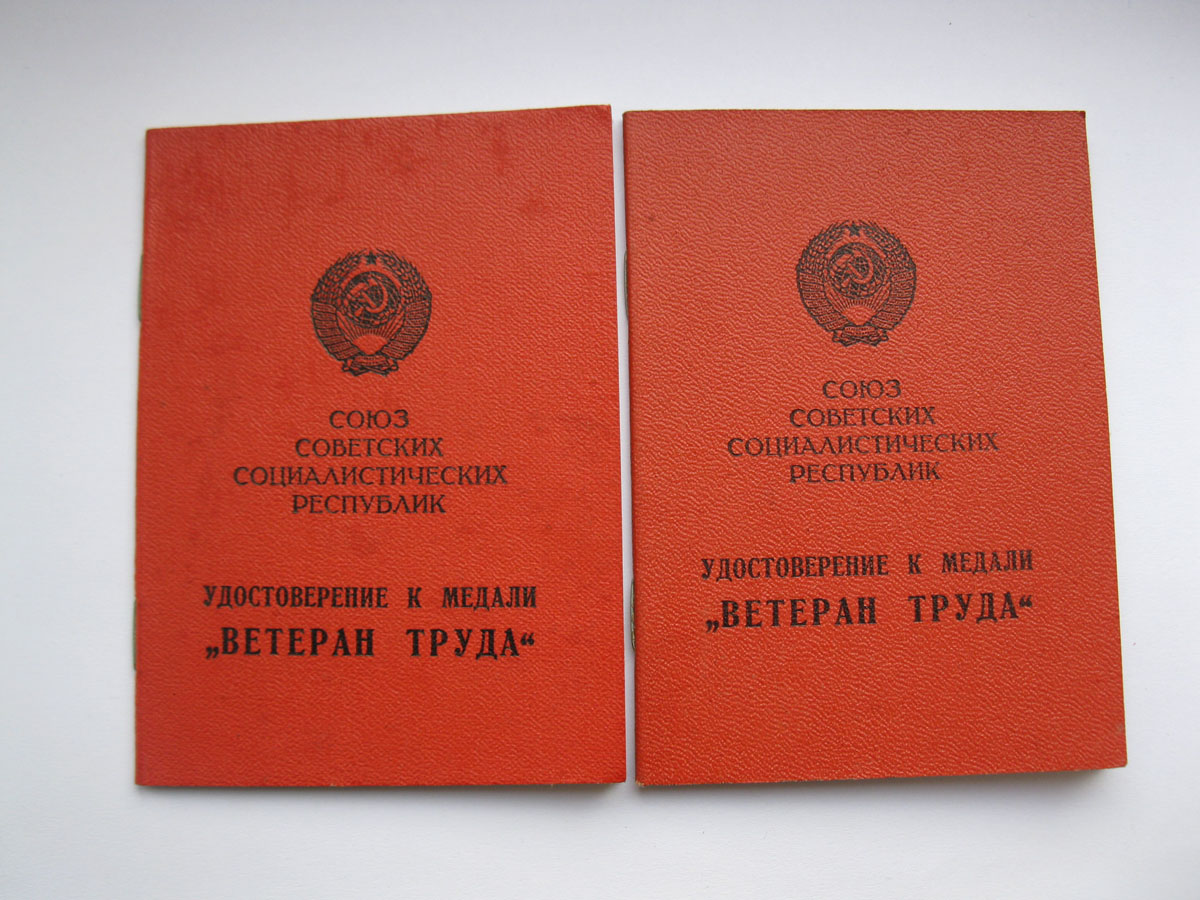 СОЮЗ
СОВЕТСКИХ
СОЦИАЛИСТИЧЕСКИХ
РЕСПУБЛИК
УДОСТОВЕРЕНИЕ К МЕДАЛИ
„ВЕТЕРАН ТРУДА“
СОЮЗ
СОВЕТСКИХ
СОЦИАЛИСТИЧЕСКИХ
РЕСПУБЛИК
УДОСТОВЕРЕНИЕ К МЕДАЛИ
„ВЕТЕРАН ТРУДА“